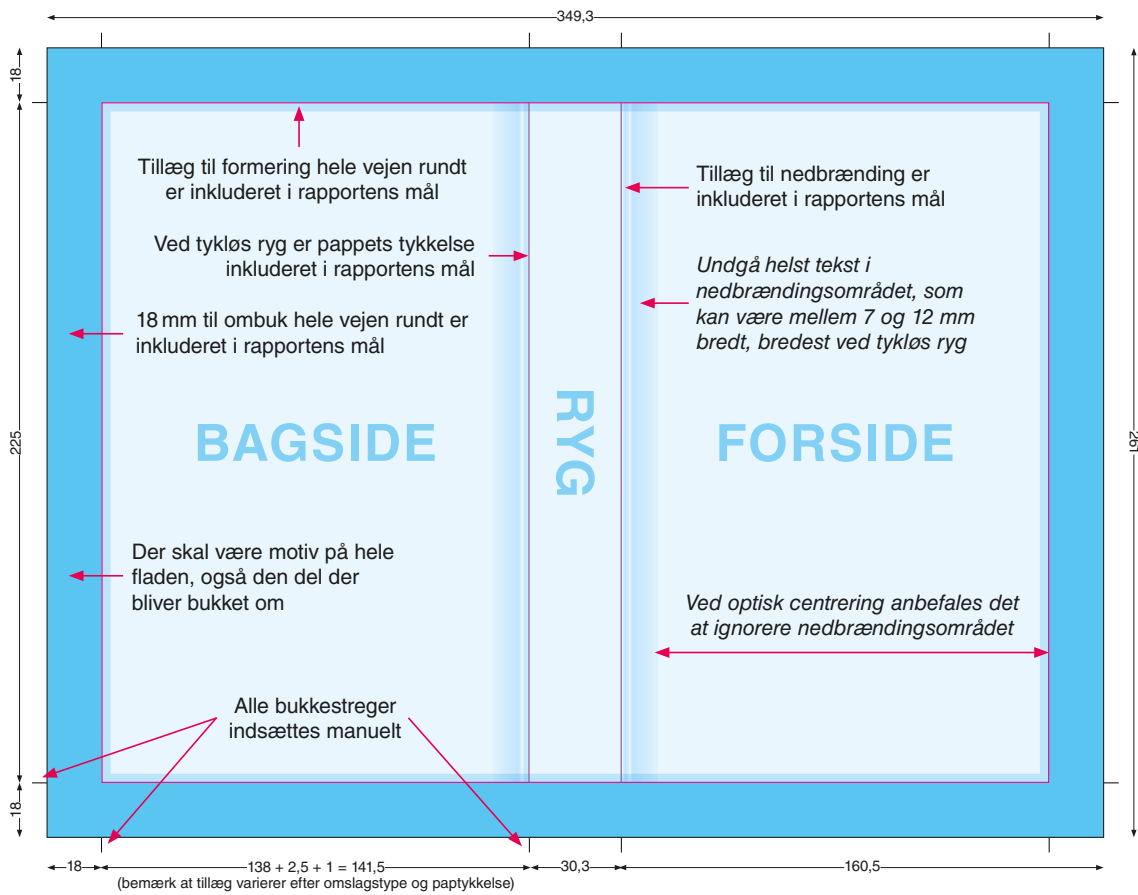 349,3
18
18
225
261
Tillæg til formering hele vejen rundt
er inkluderet i rapportens mål
Tillæg til nedbrænding er
inkluderet i rapportens mål
Ved tykløs ryg er pappets tykkelse
inkluderet i rapportens mål
Undgå helst tekst i
nedbrændingsområdet, som
kan være mellem 7 og 12 mm
bredt, bredest ved tykløs ryg
18 mm til ombuk hele vejen rundt er
inkluderet i rapportens mål
BAGSIDE
RYG
FORSIDE
Der skal være motiv på hele
fladen, også den del der
bliver bukket om
Ved optisk centrering anbefales det
at ignorere nedbrændingsområdet
Alle bukkestreger
indsættes manuelt
18
138 + 2,5 + 1 = 141,5
30,3
160,5
(bemærk at tillæg varierer efter omslagstype og paptykkelse)